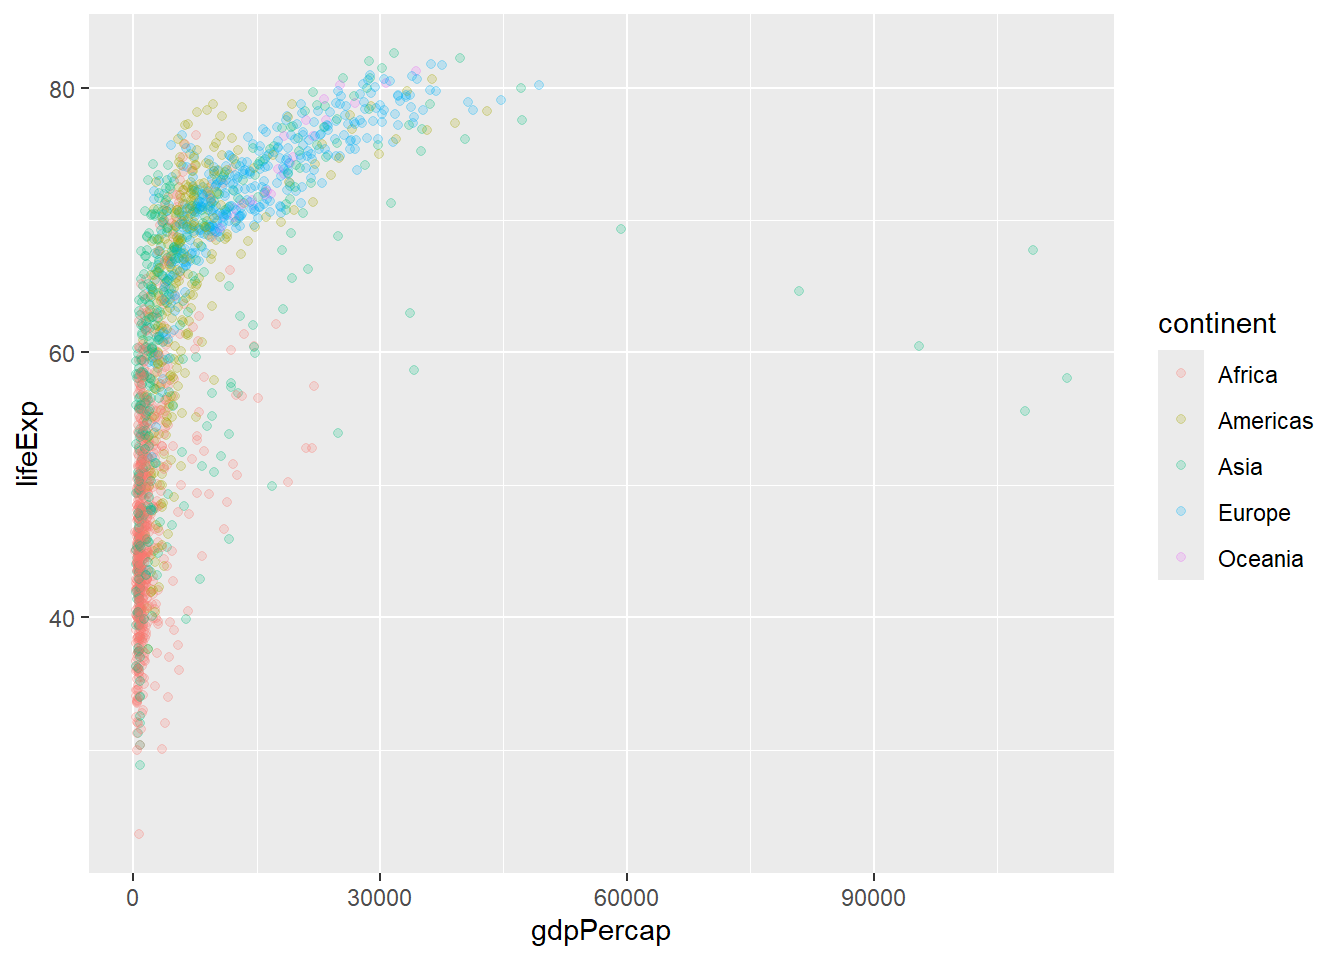 80
60
40
lifeExp
0
30000
60000
90000
gdpPercap
continent
Africa
Americas
Asia
Europe
Oceania